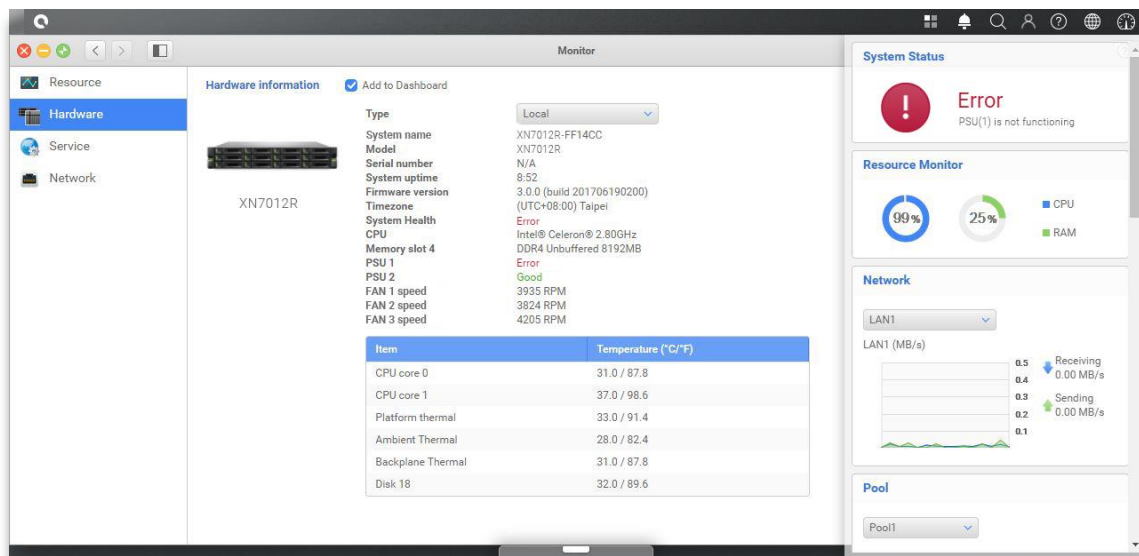 Monitor
Resource
Hardware
Service
Network
Hardware information
Add to Dashboard
XN7012R
Type Local
System name XN7012R-FF14CC
Model XN7012R
Serial number N/A
System uptime 8:52
Firmware version 3.0.0 (build 201706190200)
Timezone (UTC+08:00) Taipei
System Health Error
CPU Intel® Celeron® 2.80GHz
Memory slot 4 DDR4 Unbuffered 8192MB
PSU 1 Error
PSU 2 Good
FAN 1 speed 3935 RPM
FAN 2 speed 3824 RPM
FAN 3 speed 4205 RPM
Item Temperature (°C/°F)
CPU core 0 31.0 / 87.8
CPU core 1 37.0 / 98.6
Platform thermal 33.0 / 91.4
Ambient Thermal 28.0 / 82.4
Backplane Thermal 31.0 / 87.8
Disk 18 32.0 / 89.6
System Status
Error
PSU(1) is not functioning
Resource Monitor
99%
25%
CPU
RAM
Network
LAN1
LAN1 (MB/s)
0.5
0.4
0.3
0.2
0.1
Receiving
0.00 MB/s
Sending
0.00 MB/s
Pool
Pool1